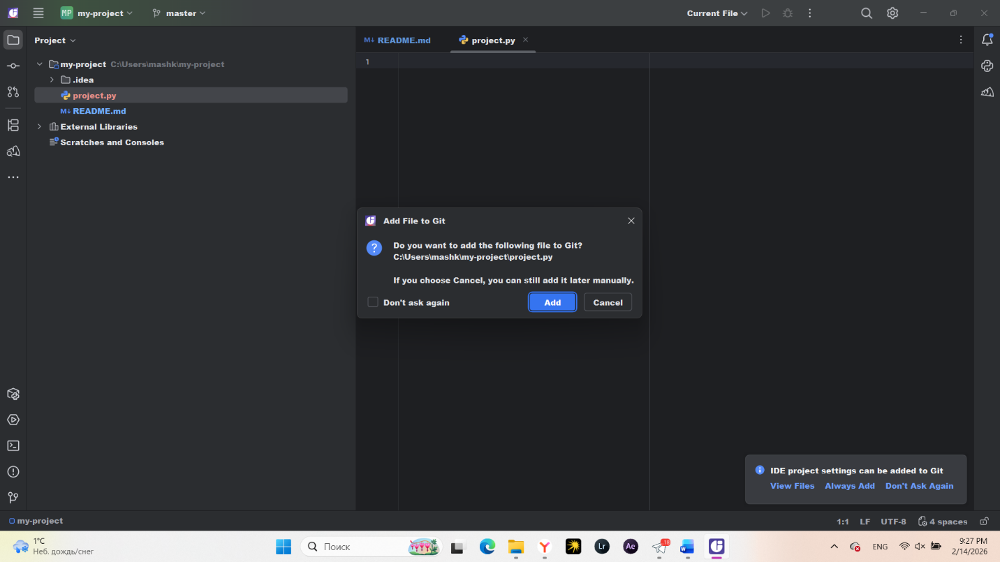 MP my-project
master
Current File
Project
README.md
project.py
my-project C:\Users\mashk\my-project
.idea
project.py
README.md
External Libraries
Scratches and Consoles
1
Add File to Git
Do you want to add the following file to Git?
C:\Users\mashk\my-project\project.py
If you choose Cancel, you can still add it later manually.
Don't ask again
Add
Cancel
IDE project settings can be added to Git
View Files Always Add Don't Ask Again
my-project
1:1 LF UTF-8 4 spaces
1°C
Неб. дождь/снег
Поиск
Lr
Ae
18
W
ENG
9:27 PM
2/14/2026